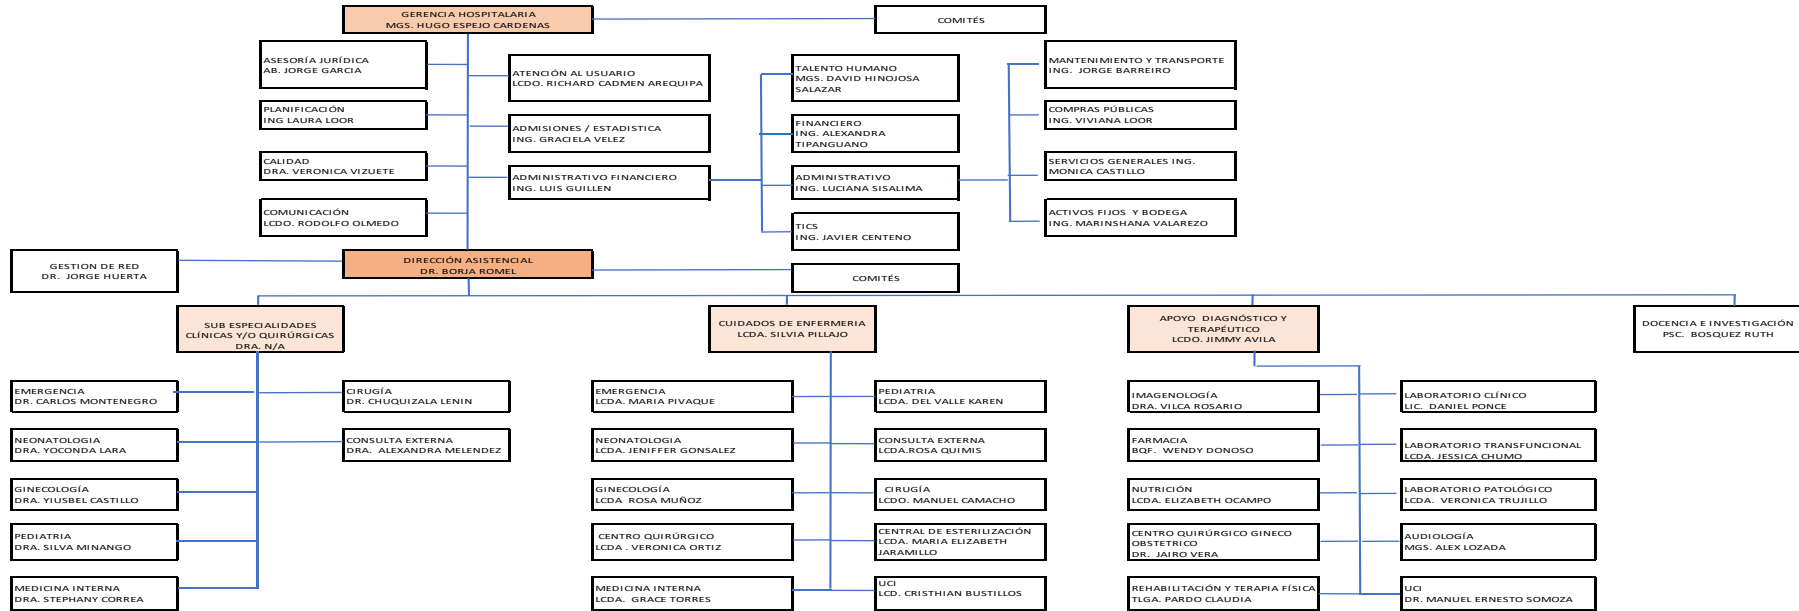 GERENCIA HOSPITALARIA
MGS. HUGO ESPEJO CARDENAS
COMITÉS
ASESORÍA JURÍDICA
AB. JORGE GARCIA
ATENCIÓN AL USUARIO
LCDO. RICHARD CADMEN AREQUIPA
TALENTO HUMANO
MGS. DAVID HINOJOSA
SALAZAR
MANTENIMIENTO Y TRANSPORTE
ING.  JORGE BARREIRO
PLANIFICACIÓN
ING LAURA LOOR
ADMISIONES / ESTADISTICA
ING. GRACIELA VELEZ
FINANCIERO
ING. ALEXANDRA
TIPANGUANO
COMPRAS PÚBLICAS
ING. VIVIANA LOOR
CALIDAD
DRA. VERONICA VIZUETE
ADMINISTRATIVO FINANCIERO
ING. LUIS GUILLEN
ADMINISTRATIVO
ING. LUCIANA SISALIMA
SERVICIOS GENERALES ING.
MONICA CASTILLO
COMUNICACIÓN
LCDO. RODOLFO OLMEDO
TICS
ING. JAVIER CENTENO
ACTIVOS FIJOS  Y BODEGA
ING. MARINSHANA VALAREZO
GESTION DE RED
DR.  JORGE HUERTA
DIRECCIÓN ASISTENCIAL
DR. BORJA ROMEL
COMITÉS
SUB ESPECIALIDADES
CLÍNICAS Y/O QUIRÚRGICAS
DRA. N/A
CUIDADOS DE ENFERMERIA
LCDA. SILVIA PILLAJO
APOYO  DIAGNÓSTICO Y
TERAPÉUTICO
LCDO. JIMMY AVILA
DOCENCIA E INVESTIGACIÓN
PSC.  BOSQUEZ RUTH
EMERGENCIA
DR. CARLOS MONTENEGRO
CIRUGÍA
DR. CHUQUIZALA LENIN
EMERGENCIA
LCDA. MARIA PIVAQUE
PEDIATRIA
LCDA. DEL VALLE KAREN
IMAGENOLOGÍA
DRA. VILCA ROSARIO
LABORATORIO CLÍNICO
LIC.  DANIEL PONCE
NEONATOLOGIA
DRA. YOCONDA LARA
CONSULTA EXTERNA
DRA.  ALEXANDRA MELENDEZ
NEONATOLOGIA
LCDA. JENIFFER GONSALEZ
CONSULTA EXTERNA
LCDA.ROSA QUIMIS
FARMACIA
BQF.  WENDY DONOSO
LABORATORIO TRANSFUNCIONAL
LCDA. JESSICA CHUMO
GINECOLOGÍA
DRA. YIUSBEL CASTILLO
GINECOLOGÍA
LCDA  ROSA MUÑOZ
CIRUGÍA
LCDO. MANUEL CAMACHO
NUTRICIÓN
LCDA. ELIZABETH OCAMPO
LABORATORIO PATOLÓGICO
LCDA.  VERONICA TRUJILLO
PEDIATRIA
DRA. SILVA MINANGO
CENTRO QUIRÚRGICO
LCDA . VERONICA ORTIZ
CENTRAL DE ESTERILIZACIÓN
LCDA. MARIA ELIZABETH
JARAMILLO
CENTRO QUIRÚRGICO GINECO
OBSTETRICO
DR.  JAIRO VERA
AUDIOLOGÍA
MGS. ALEX LOZADA
MEDICINA INTERNA
DRA. STEPHANY CORREA
MEDICINA INTERNA
LCDA.  GRACE TORRES
UCI
LCD. CRISTHIAN BUSTILLOS
REHABILITACIÓN Y TERAPIA FÍSICA
TLGA. PARDO CLAUDIA
UCI
DR. MANUEL ERNESTO SOMOZA